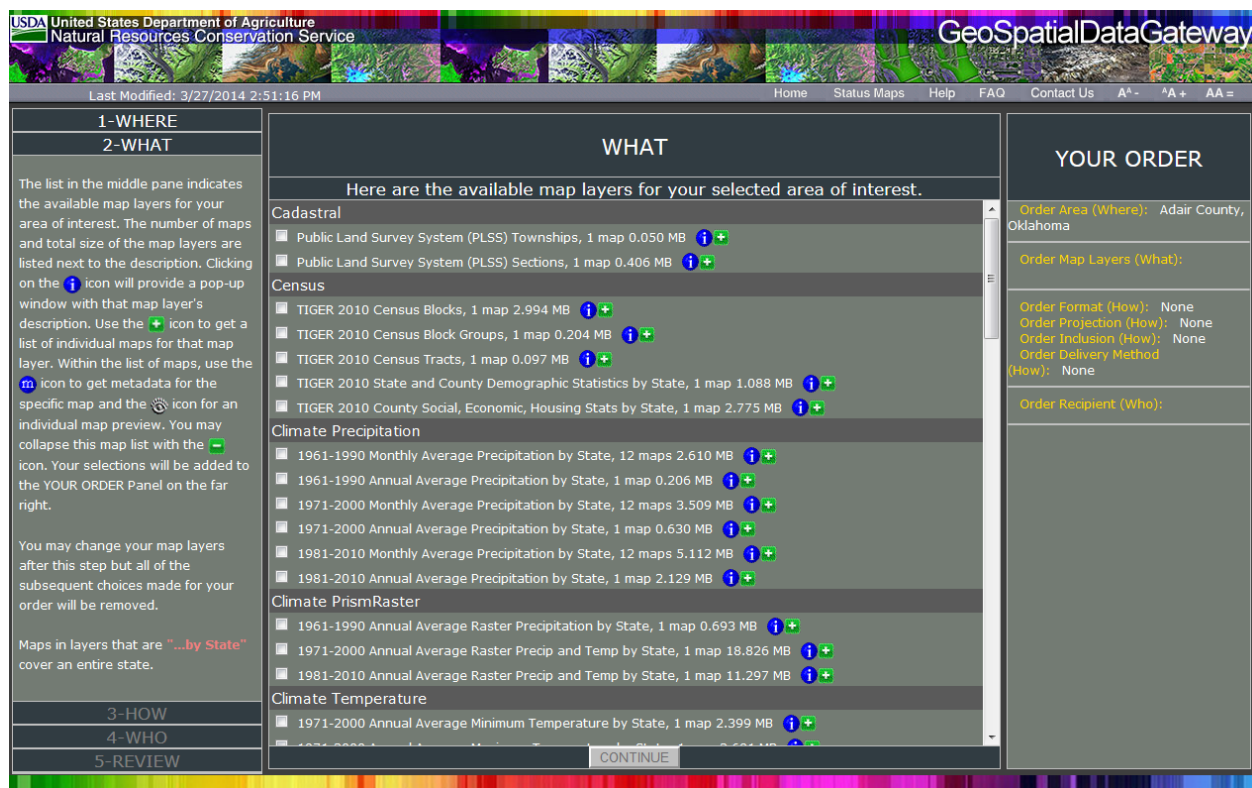 USDA United States Department of Agriculture
Natural Resources Conservation Service
GeoSpatialDataGateway
Last Modified: 3/27/2014 2:51:16 PM
Home Status Maps Help FAQ Contact Us AA - AA + AA =
1-WHERE
2-WHAT
The list in the middle pane indicates
the available map layers for your
area of interest. The number of maps
and total size of the map layers are
listed next to the description. Clicking
on the i icon will provide a pop-up
window with that map layer's
description. Use the + icon to get a
list of individual maps for that map
layer. Within the list of maps, use the
m icon to get metadata for the
specific map and the icon for an
individual map preview. You may
collapse this map list with the -
icon. Your selections will be added to
the YOUR ORDER Panel on the far
right.
You may change your map layers
after this step but all of the
subsequent choices made for your
order will be removed.
Maps in layers that are "...by State"
cover an entire state.
3-HOW
4-WHO
5-REVIEW
WHAT
Here are the available map layers for your selected area of interest.
Cadastral
Public Land Survey System (PLSS) Townships, 1 map 0.050 MB i +
Public Land Survey System (PLSS) Sections, 1 map 0.406 MB i +
Census
TIGER 2010 Census Blocks, 1 map 2.994 MB i +
TIGER 2010 Census Block Groups, 1 map 0.204 MB i +
TIGER 2010 Census Tracts, 1 map 0.097 MB i +
TIGER 2010 State and County Demographic Statistics by State, 1 map 1.088 MB i +
TIGER 2010 County Social, Economic, Housing Stats by State, 1 map 2.775 MB i +
Climate Precipitation
1961-1990 Monthly Average Precipitation by State, 12 maps 2.610 MB i +
1961-1990 Annual Average Precipitation by State, 1 map 0.206 MB i +
1971-2000 Monthly Average Precipitation by State, 12 maps 3.509 MB i +
1971-2000 Annual Average Precipitation by State, 1 map 0.630 MB i +
1981-2010 Monthly Average Precipitation by State, 12 maps 5.112 MB i +
1981-2010 Annual Average Precipitation by State, 1 map 2.129 MB i +
Climate PrismRaster
1961-1990 Annual Average Raster Precipitation by State, 1 map 0.693 MB i +
1971-2000 Annual Average Raster Precip and Temp by State, 1 map 18.826 MB i +
1981-2010 Annual Average Raster Precip and Temp by State, 1 map 11.297 MB i +
Climate Temperature
1971-2000 Annual Average Minimum Temperature by State, 1 map 2.399 MB i +
CONTINUE
YOUR ORDER
Order Area (Where): Adair County,
Oklahoma
Order Map Layers (What):
Order Format (How): None
Order Projection (How): None
Order Inclusion (How): None
Order Delivery Method
(How): None
Order Recipient (Who):